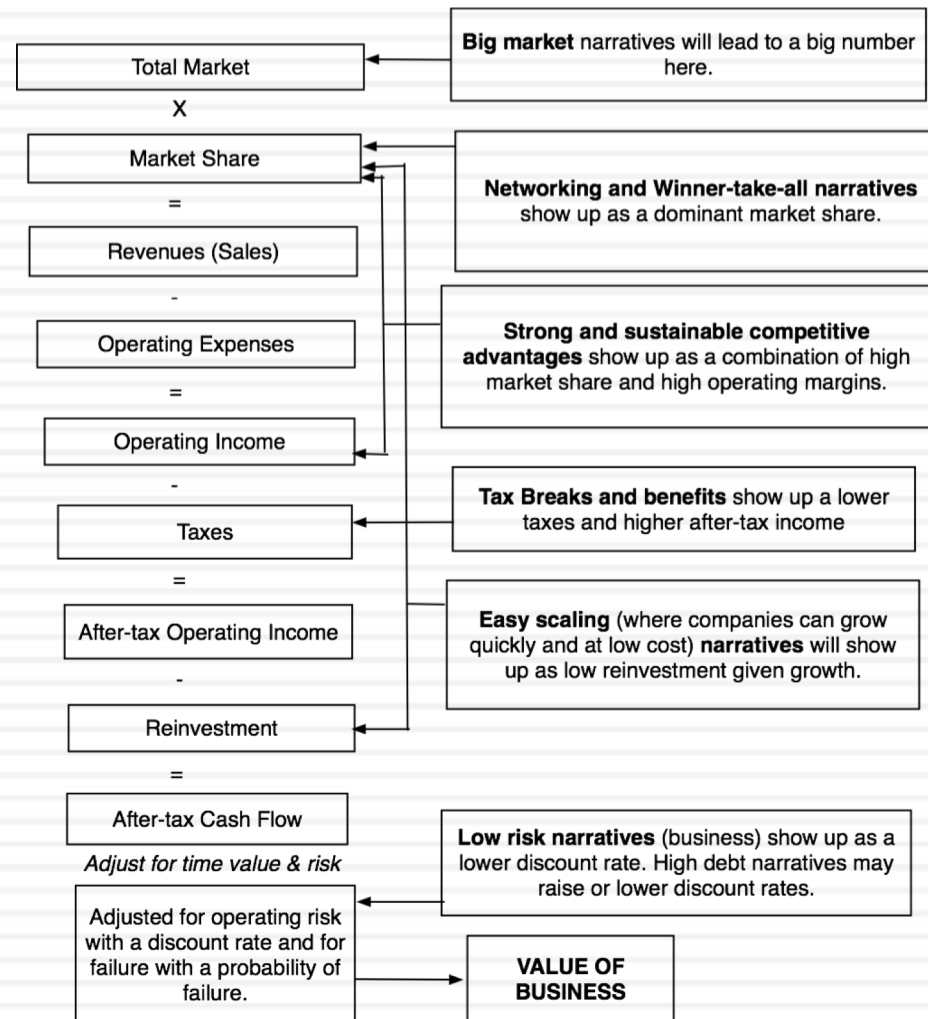 Big market narratives will lead to a big number
here.
Total Market
X
Market Share
Networking and Winner-take-all narratives
show up as a dominant market share.
=
Revenues (Sales)
-
Operating Expenses
Strong and sustainable competitive
advantages show up as a combination of high
market share and high operating margins.
=
Operating Income
-
Taxes
Tax Breaks and benefits show up a lower
taxes and higher after-tax income
=
After-tax Operating Income
Easy scaling (where companies can grow
quickly and at low cost) narratives will show
up as low reinvestment given growth.
-
Reinvestment
=
After-tax Cash Flow
Adjust for time value & risk
Low risk narratives (business) show up as a
lower discount rate. High debt narratives may
raise or lower discount rates.
Adjusted for operating risk
with a discount rate and for
failure with a probability of
failure.
VALUE OF
BUSINESS